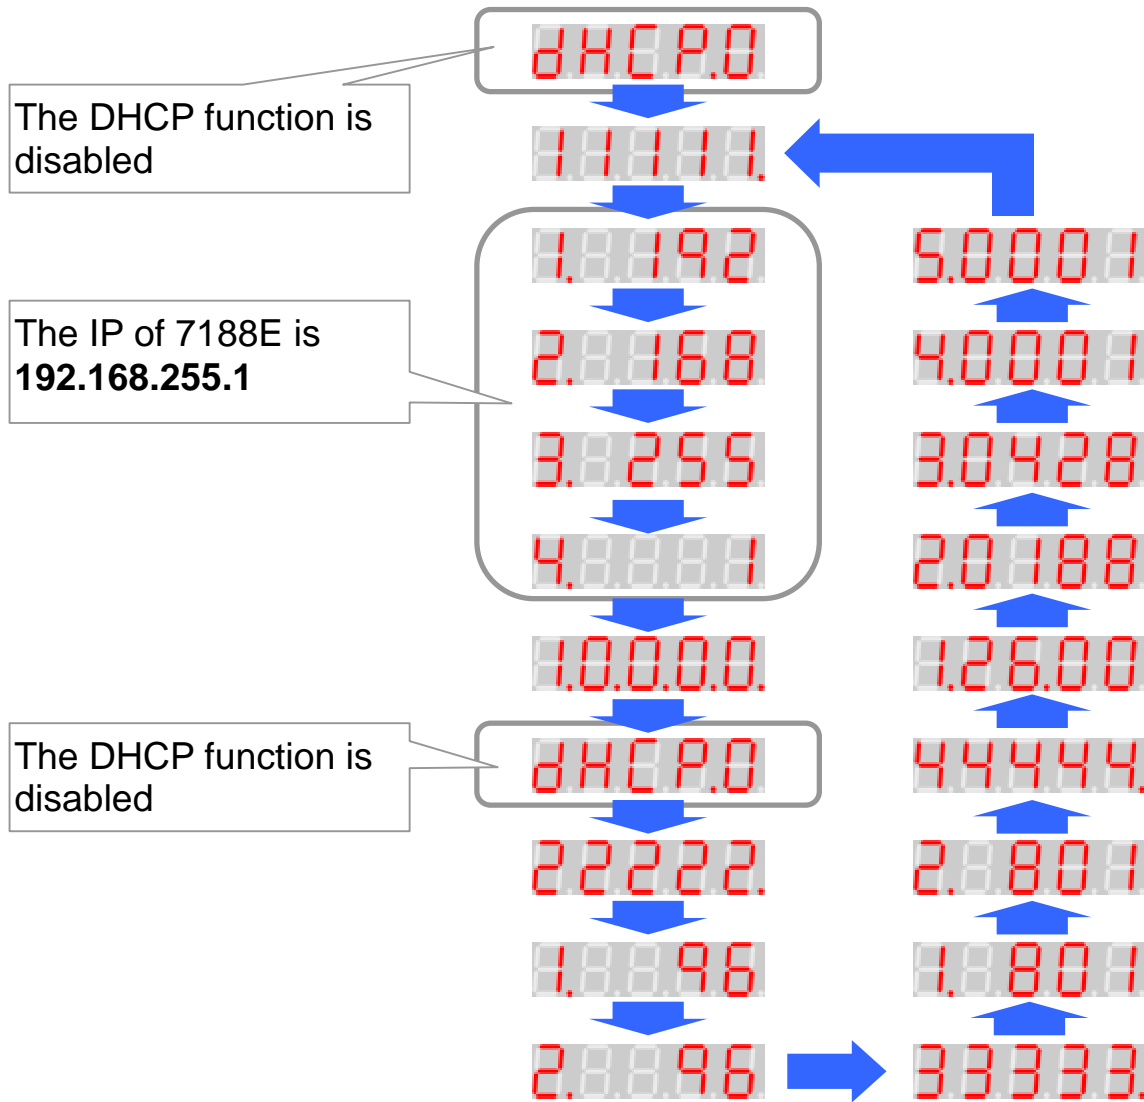 dHCP.0
The DHCP function is
disabled
11111.
1. 192
The IP of 7188E is
192.168.255.1
2. 168
3. 255
4. 1
1.0.0.0.0.
The DHCP function is
disabled
dHCP.0
22222.
1. 96
2. 96
33333.
1. 801
2. 801
44444.
1.26.00
2.0188
3.0428
4.0001
5.0001